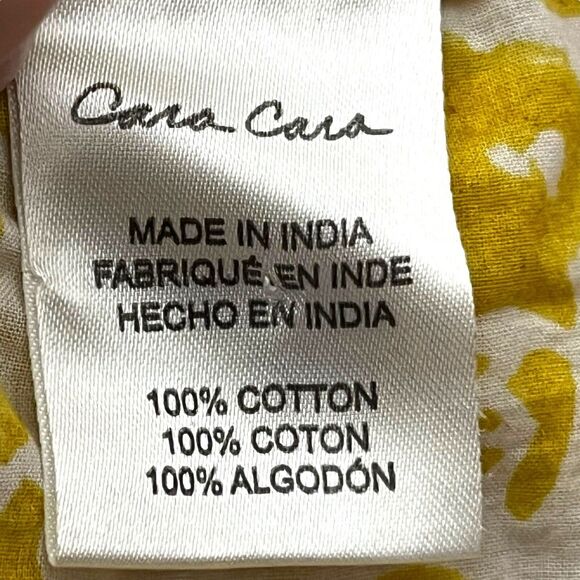 Cara Cara
MADE IN INDIA
FABRIQUÉ EN INDE
HECHO EN INDIA
100% COTTON
100% COTON
100% ALGODÓN